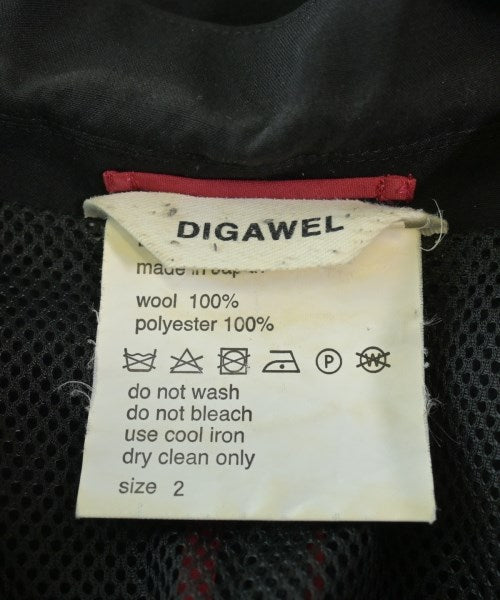 DIGAWEL
made in
wool 100%
polyester 100%
P W
do not wash
do not bleach
use cool iron
dry clean only
size 2